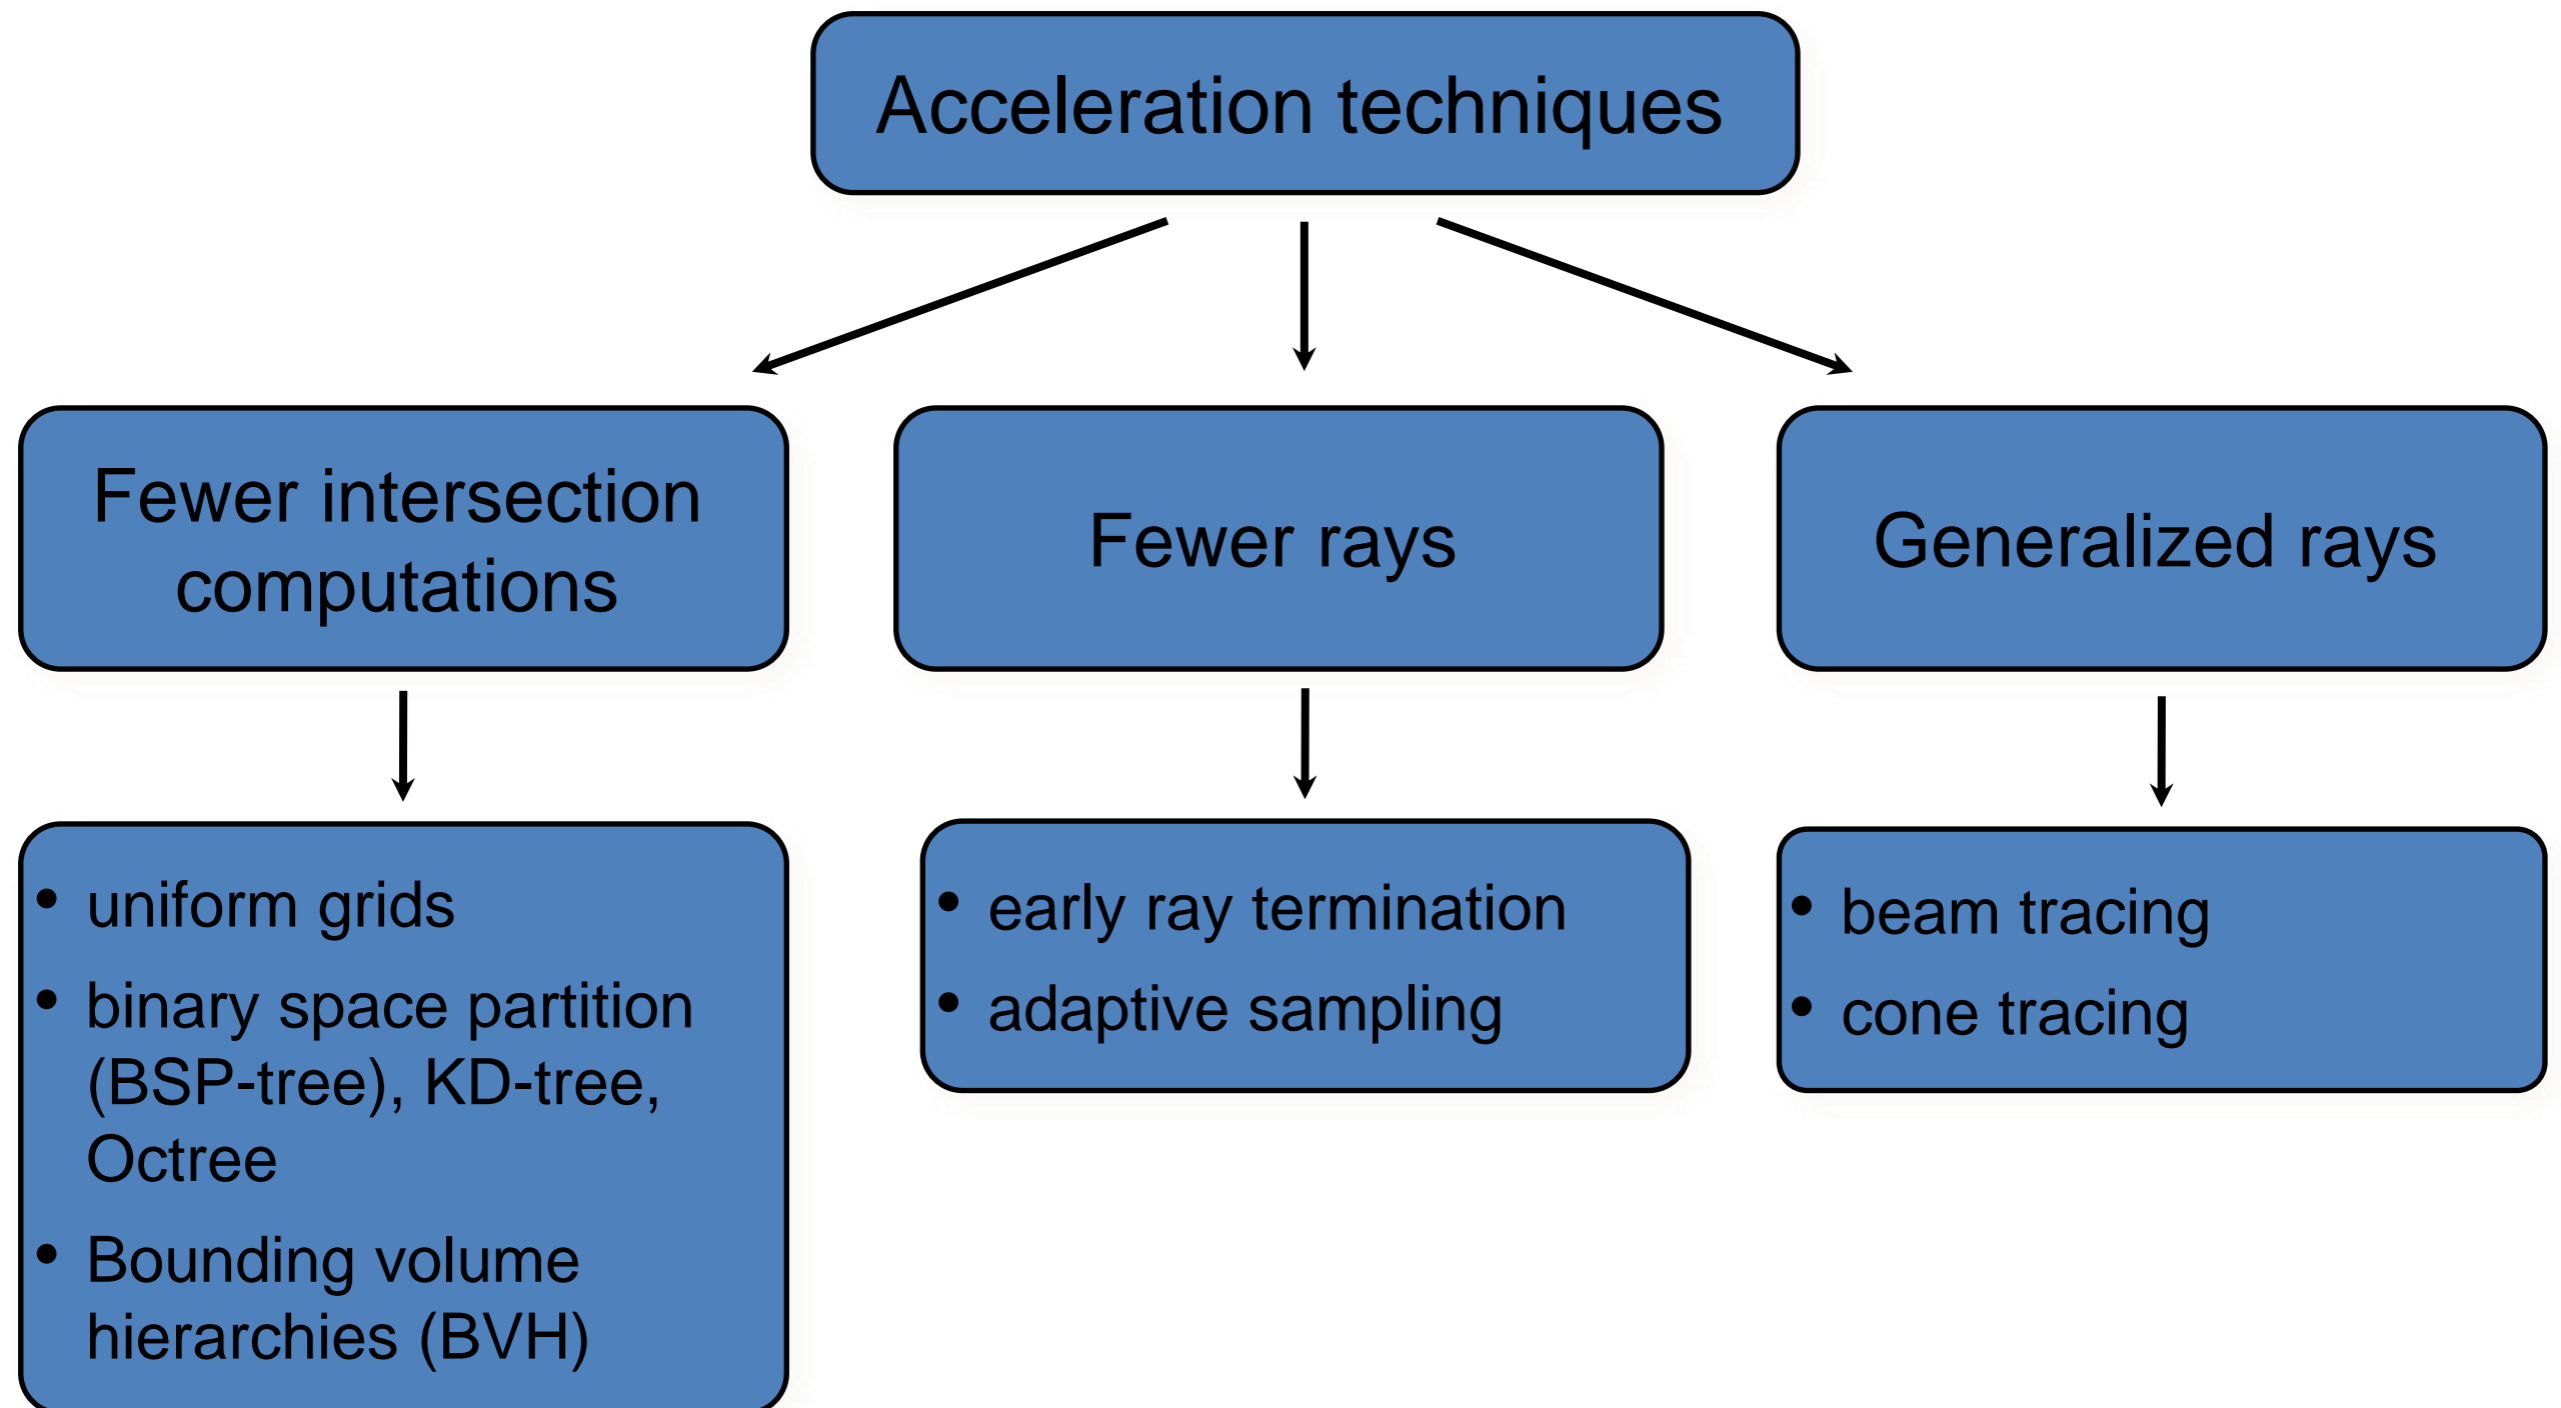 Acceleration techniques
Fewer intersection
computations
Fewer rays
Generalized rays
• uniform grids
• binary space partition
(BSP-tree), KD-tree,
Octree
• Bounding volume
hierarchies (BVH)
• early ray termination
• adaptive sampling
• beam tracing
• cone tracing